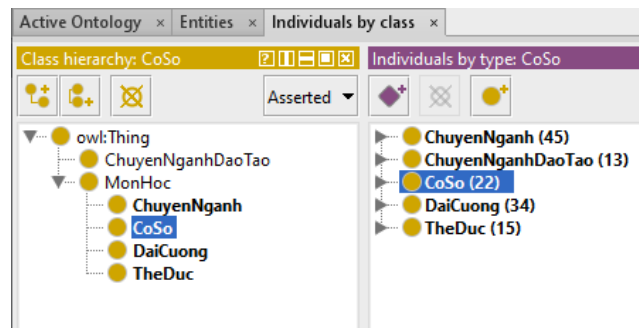 Active Ontology × Entities × Individuals by class ×
Class hierarchy: CoSo
Asserted
owl:Thing
ChuyenNganhDaoTao
MonHoc
ChuyenNganh
CoSo
DaiCuong
TheDuc
Individuals by type: CoSo
ChuyenNganh (45)
ChuyenNganhDaoTao (13)
CoSo (22)
DaiCuong (34)
TheDuc (15)